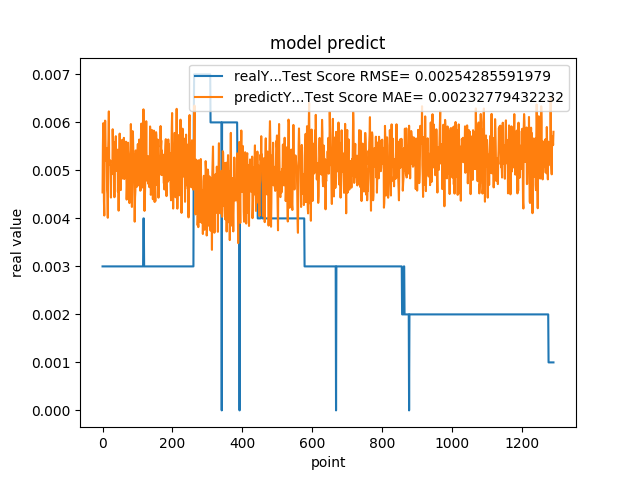 model predict
realY...Test Score RMSE= 0.00254285591979
predictY...Test Score MAE= 0.00232779432232
0.007
0.006
0.005
0.004
0.003
0.002
0.001
0.000
real value
0 200 400 600 800 1000 1200
point